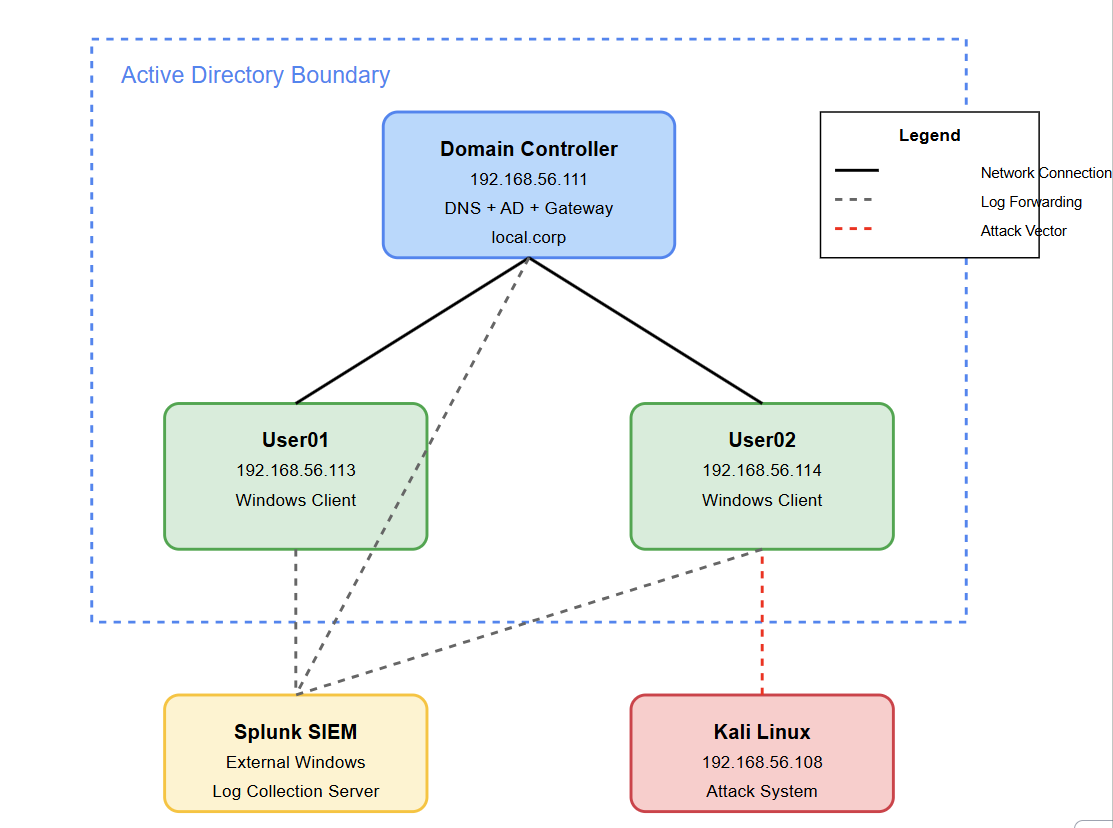 Active Directory Boundary
Domain Controller
192.168.56.111
DNS + AD + Gateway
local.corp
Legend
Network Connection
Log Forwarding
Attack Vector
User01
192.168.56.113
Windows Client
User02
192.168.56.114
Windows Client
Splunk SIEM
External Windows
Log Collection Server
Kali Linux
192.168.56.108
Attack System